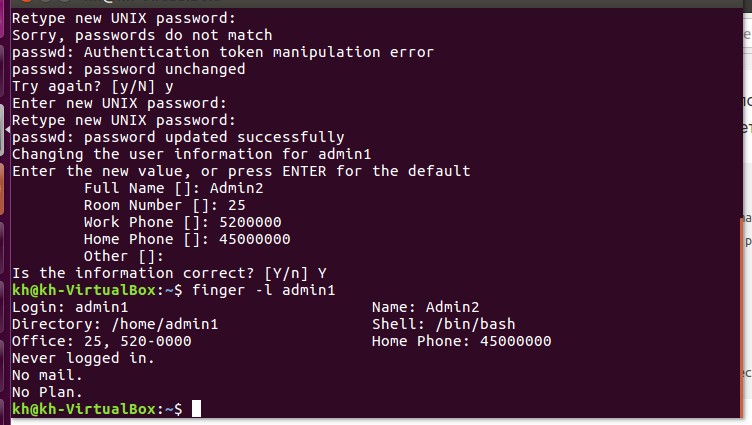 Retype new UNIX password:
Sorry, passwords do not match
passwd: Authentication token manipulation error
passwd: password unchanged
Try again? [y/N] y
Enter new UNIX password:
Retype new UNIX password:
passwd: password updated successfully
Changing the user information for admin1
Enter the new value, or press ENTER for the default
        Full Name []: Admin2
        Room Number []: 25
        Work Phone []: 5200000
        Home Phone []: 45000000
        Other []:
Is the information correct? [Y/n] Y
kh@kh-VirtualBox:~$ finger -l admin1
Login: admin1                           Name: Admin2
Directory: /home/admin1                 Shell: /bin/bash
Office: 25, 520-0000                    Home Phone: 45000000
Never logged in.
No mail.
No Plan.
kh@kh-VirtualBox:~$